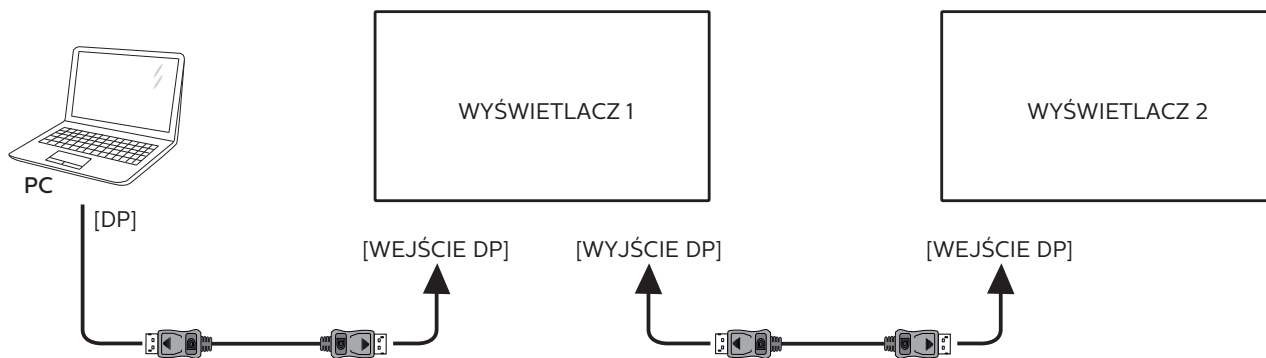 WYŚWIETLACZ 1
WYŚWIETLACZ 2
PC
[DP]
[WEJŚCIE DP]
[WYJŚCIE DP]
[WEJŚCIE DP]